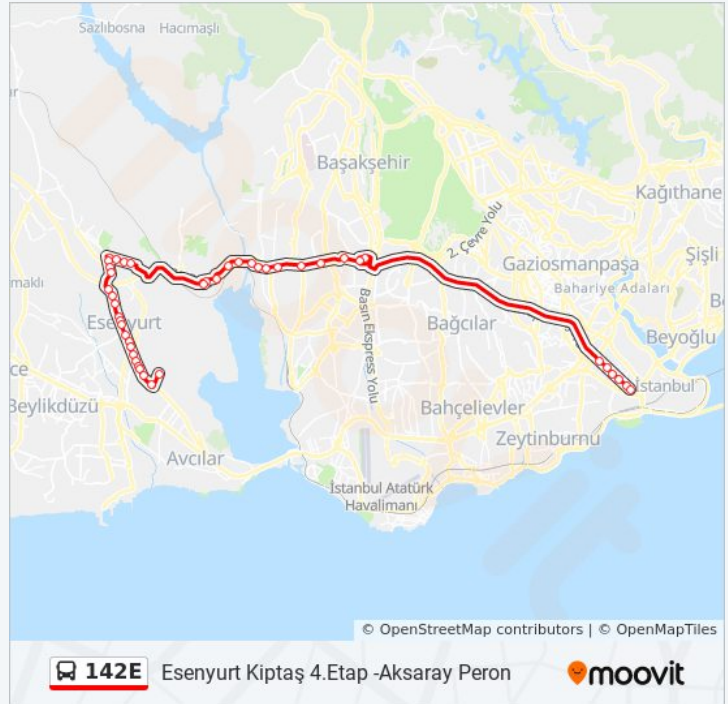 Sazlıbosna
Hacımaşlı
Başakşehir
Kağıthane
2. Çevre Yolu
Şişli
Gaziosmanpaşa
maklı
Bahariye Adaları
Esenyurt
Basın Ekspress Yolu
Bağcılar
Beyoğlu
İstanbul
Bahçelievler
Beylikdüzü
Zeytinburnu
Avcılar
İstanbul Atatürk
Havalimanı
© OpenStreetMap contributors | © OpenMapTiles
142E Esenyurt Kiptaş 4.Etap -Aksaray Peron moovit